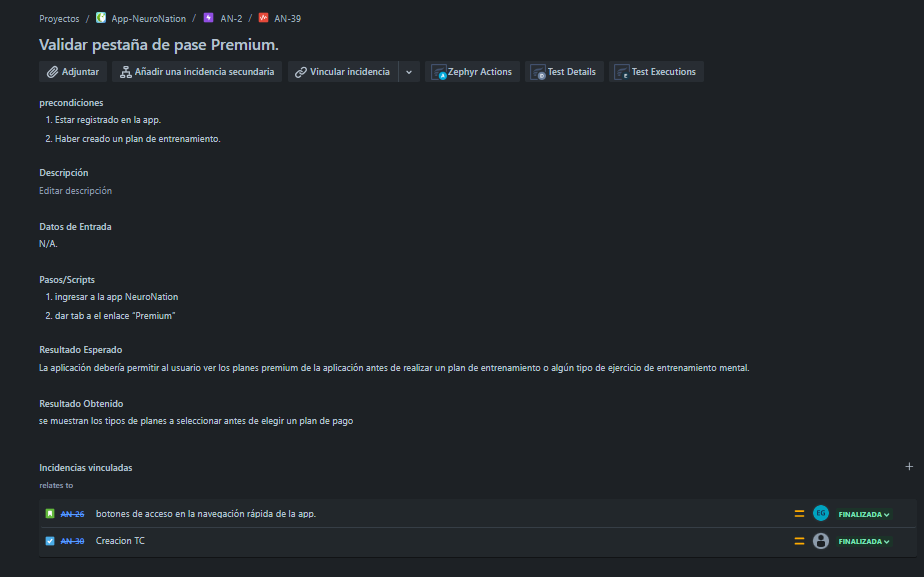 Proyectos / App-NeuroNation / AN-2 / AN-39
Validar pestaña de pase Premium.
Adjuntar Añadir una incidencia secundaria Vincular incidencia Zephyr Actions Test Details Test Executions
precondiciones
1. Estar registrado en la app.
2. Haber creado un plan de entrenamiento.
Descripción
Editar descripción
Datos de Entrada
N/A.
Pasos/Scripts
1. ingresar a la app NeuroNation
2. dar tab a el enlace "Premium"
Resultado Esperado
La aplicación debería permitir al usuario ver los planes premium de la aplicación antes de realizar un plan de entrenamiento o algún tipo de ejercicio de entrenamiento mental.
Resultado Obtenido
se muestran los tipos de planes a seleccionar antes de elegir un plan de pago
Incidencias vinculadas
relates to
AN-26 botones de acceso en la navegación rápida de la app. EG FINALIZADA
AN-30 Creacion TC FINALIZADA